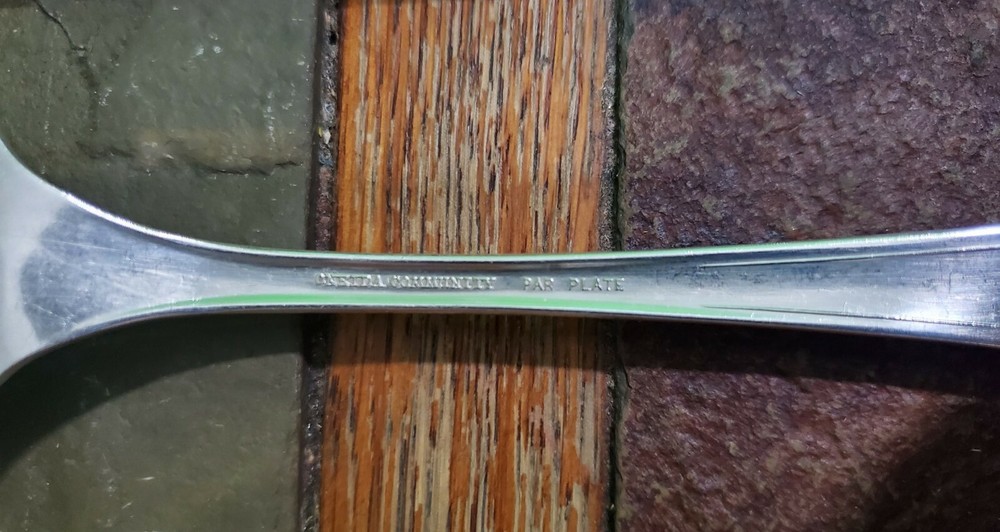 ONEIDA COMMUNITY PAR PLATE